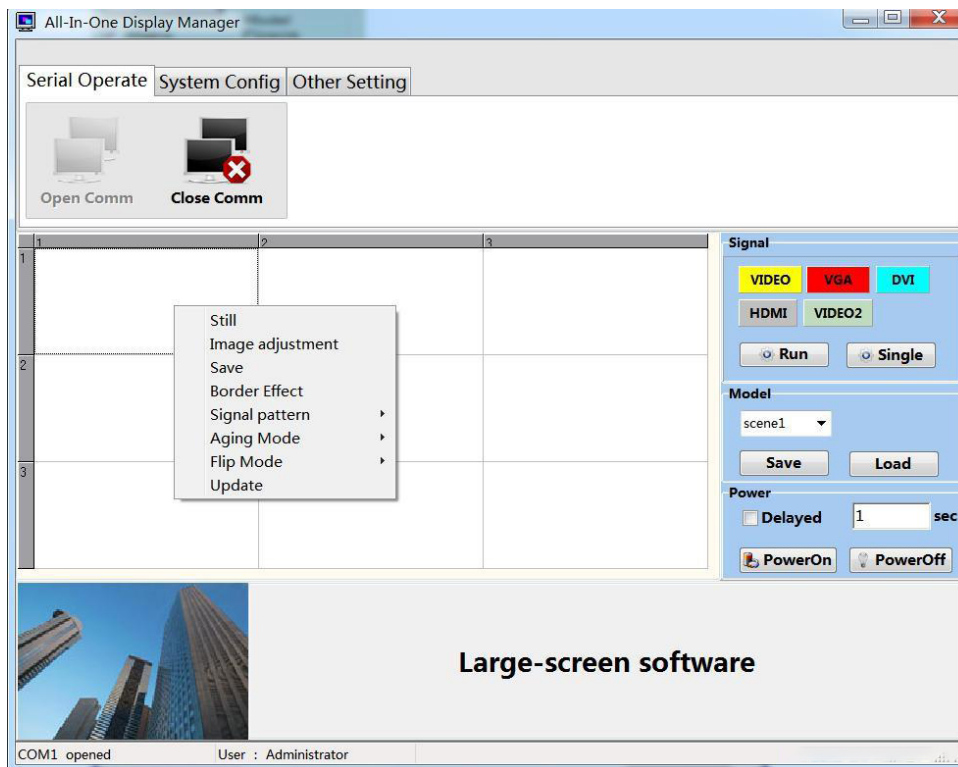 All-In-One Display Manager
Serial Operate System Config Other Setting
Open Comm Close Comm
1 2 3
1
2
3
Still
Image adjustment
Save
Border Effect
Signal pattern
Aging Mode
Flip Mode
Update
Signal
VIDEO VGA DVI
HDMI VIDEO2
Run Single
Model
scene1
Save Load
Power
Delayed 1 sec
PowerOn PowerOff
Large-screen software
COM1 opened User : Administrator